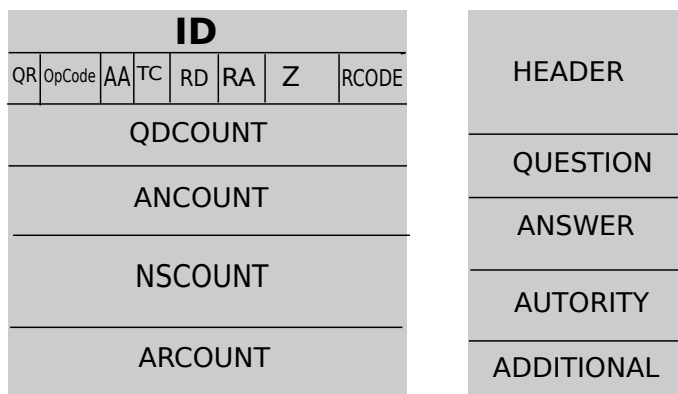 ID
QR OpCode AA TC RD RA Z RCODE
QDCOUNT
ANCOUNT
NSCOUNT
ARCOUNT
HEADER
QUESTION
ANSWER
AUTORITY
ADDITIONAL